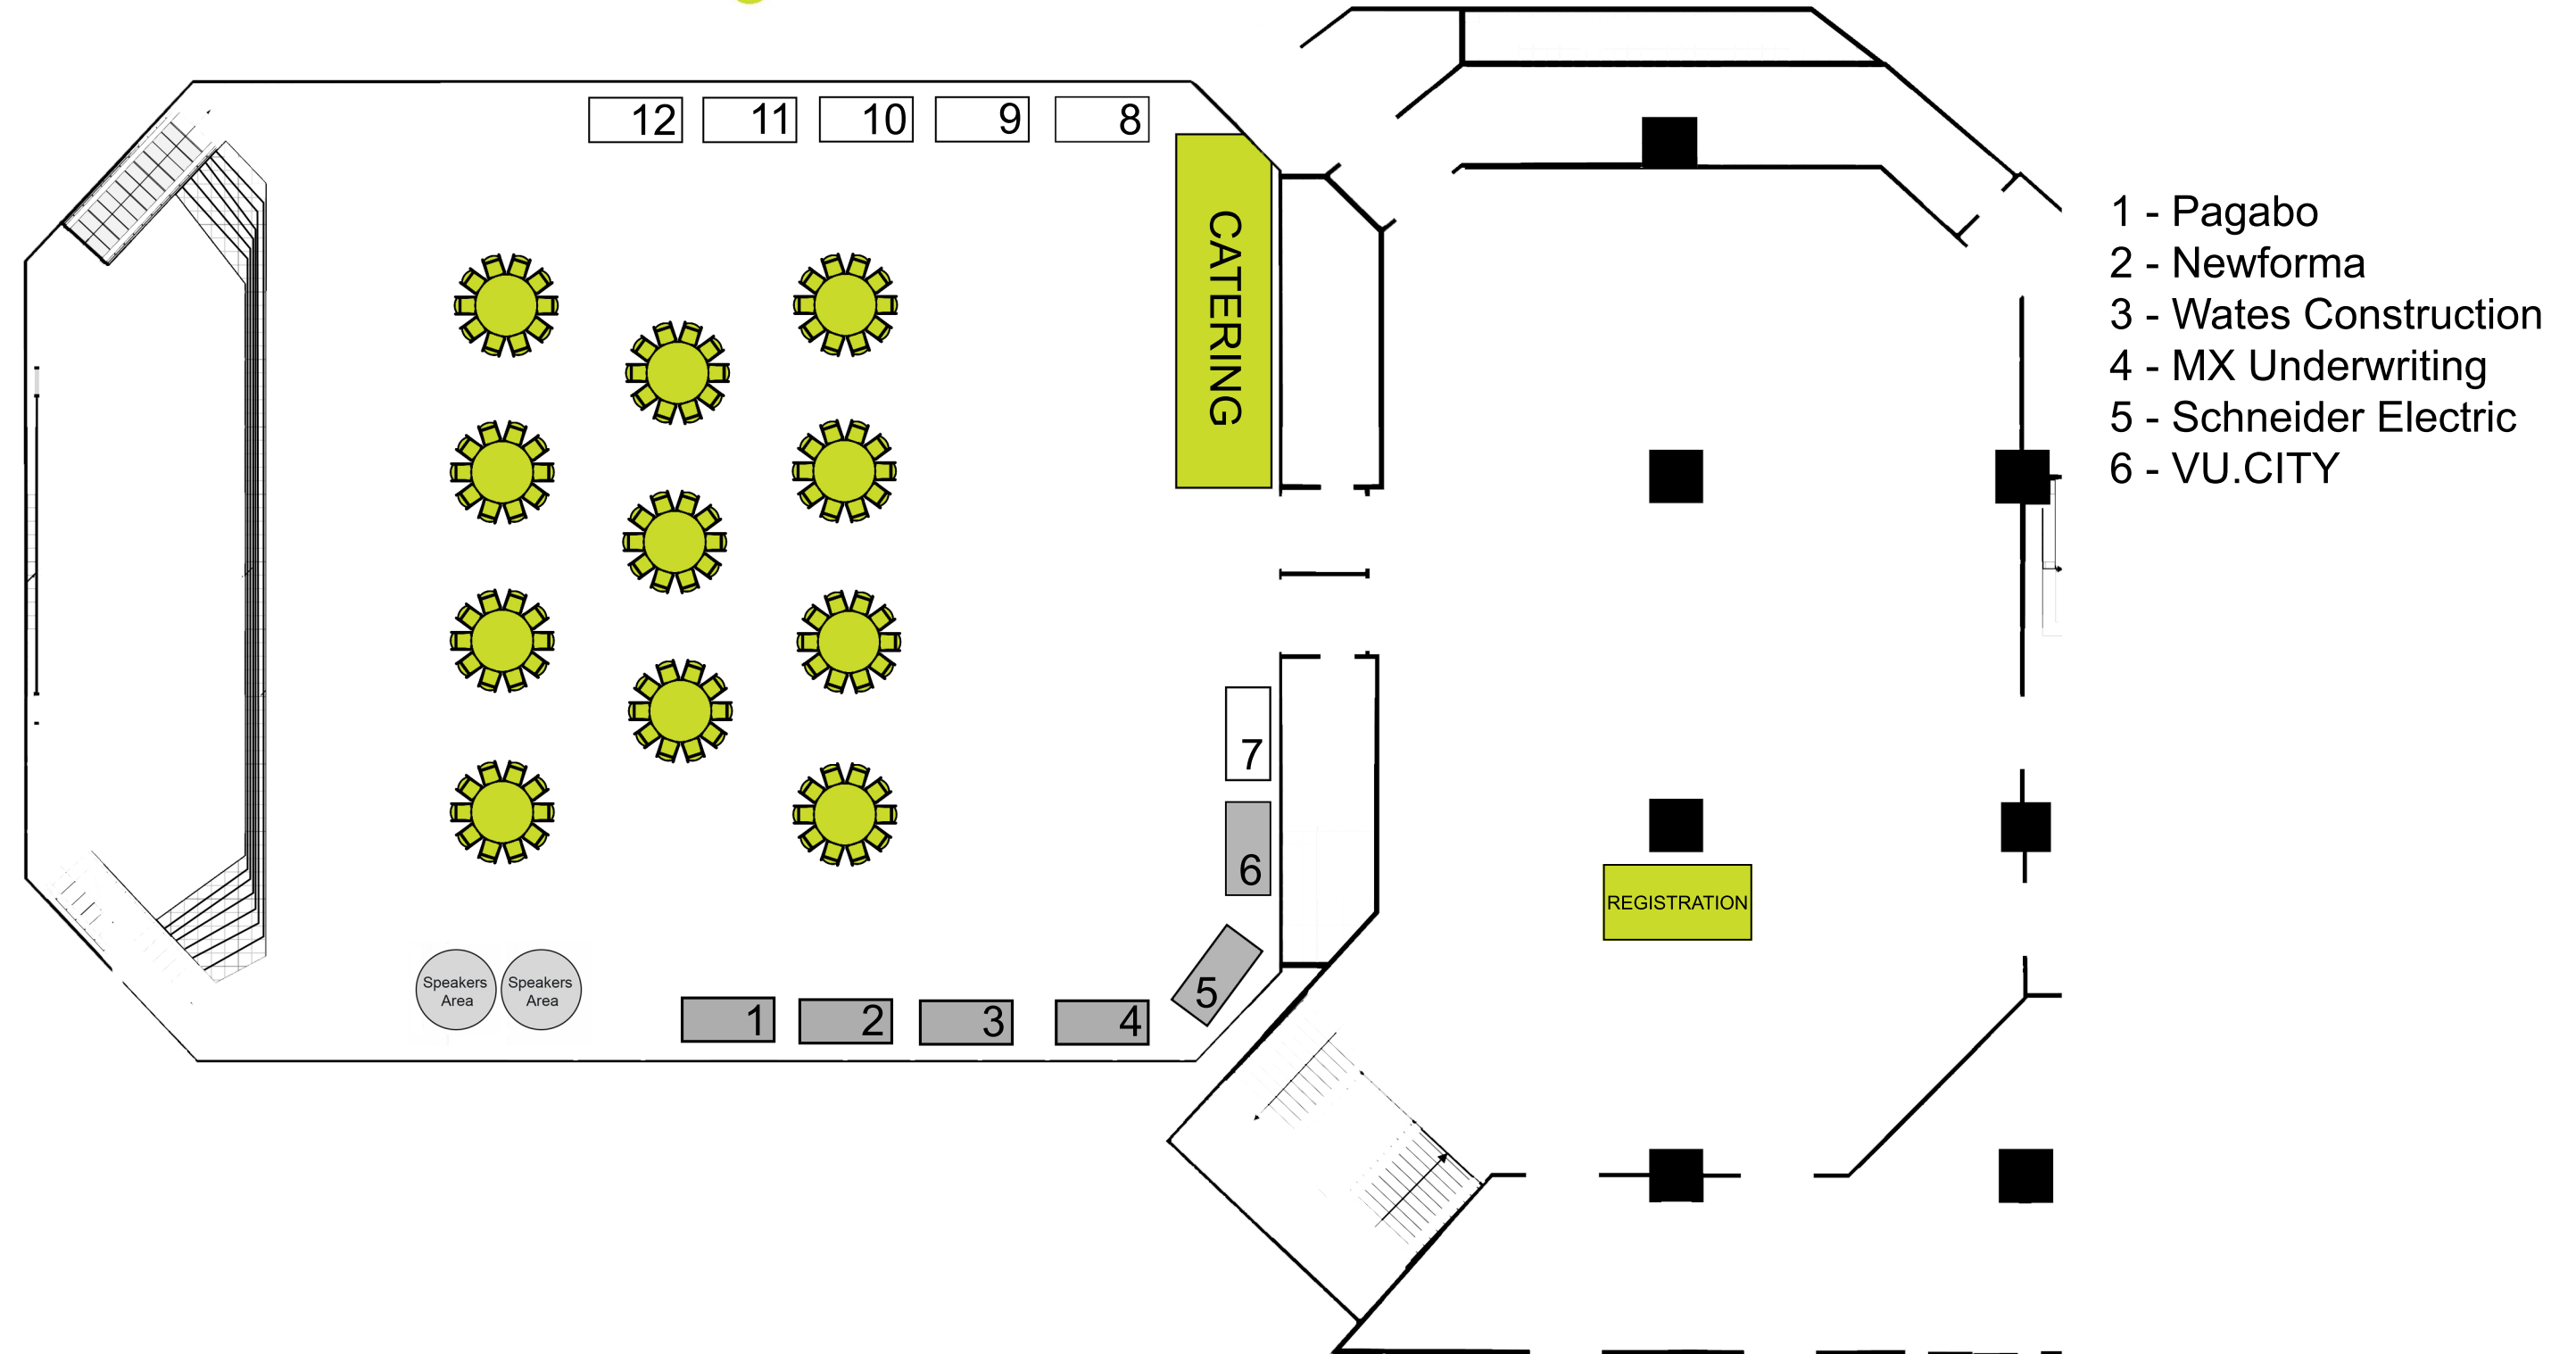 12 11 10 9 8
CATERING
1 - Pagabo
2 - Newforma
3 - Wates Construction
4 - MX Underwriting
5 - Schneider Electric
6 - VU.CITY
7
6
5
REGISTRATION
Speakers Area
Speakers Area
1 2 3 4